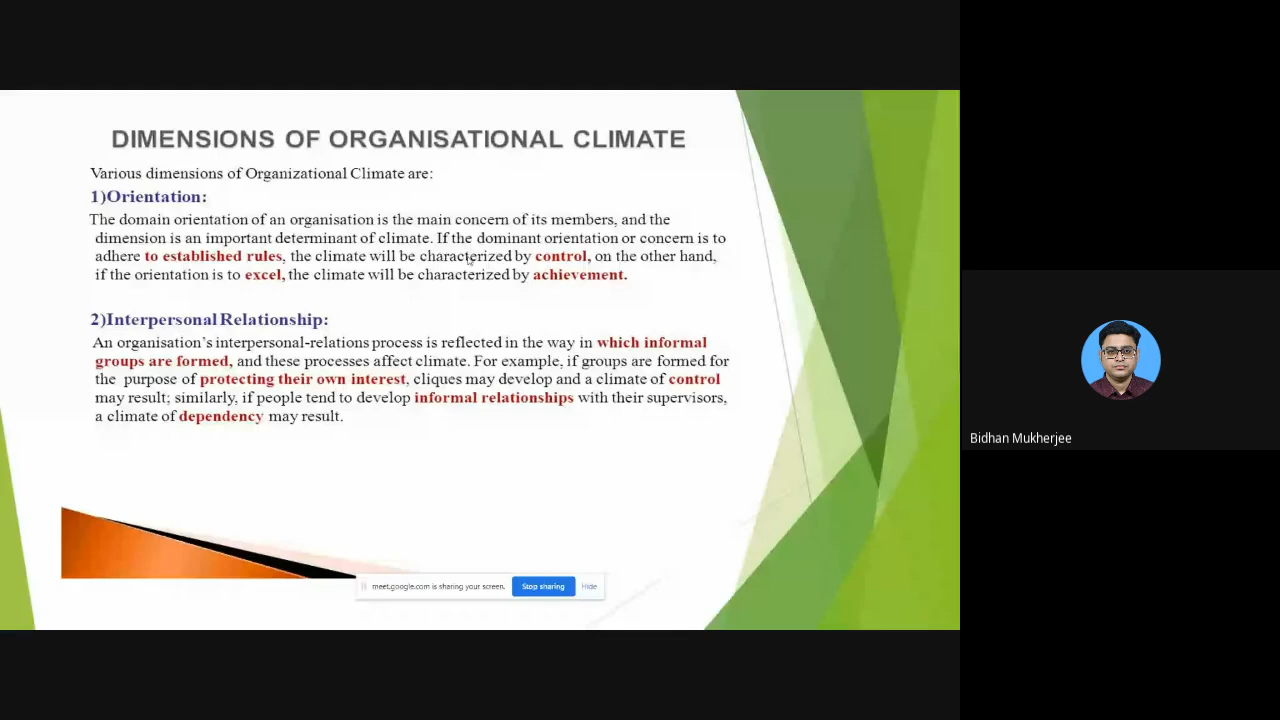 DIMENSIONS OF ORGANISATIONAL CLIMATE
Various dimensions of Organizational Climate are:
1)Orientation:
The domain orientation of an organisation is the main concern of its members, and the
dimension is an important determinant of climate. If the dominant orientation or concern is to
adhere to established rules, the climate will be characterized by control, on the other hand,
if the orientation is to excel, the climate will be characterized by achievement.
2)Interpersonal Relationship:
An organisation's interpersonal-relations process is reflected in the way in which informal
groups are formed, and these processes affect climate. For example, if groups are formed for
the purpose of protecting their own interest, cliques may develop and a climate of control
may result; similarly, if people tend to develop informal relationships with their supervisors,
a climate of dependency may result.
meet.google.com is sharing your screen. Stop sharing Hide
Bidhan Mukherjee